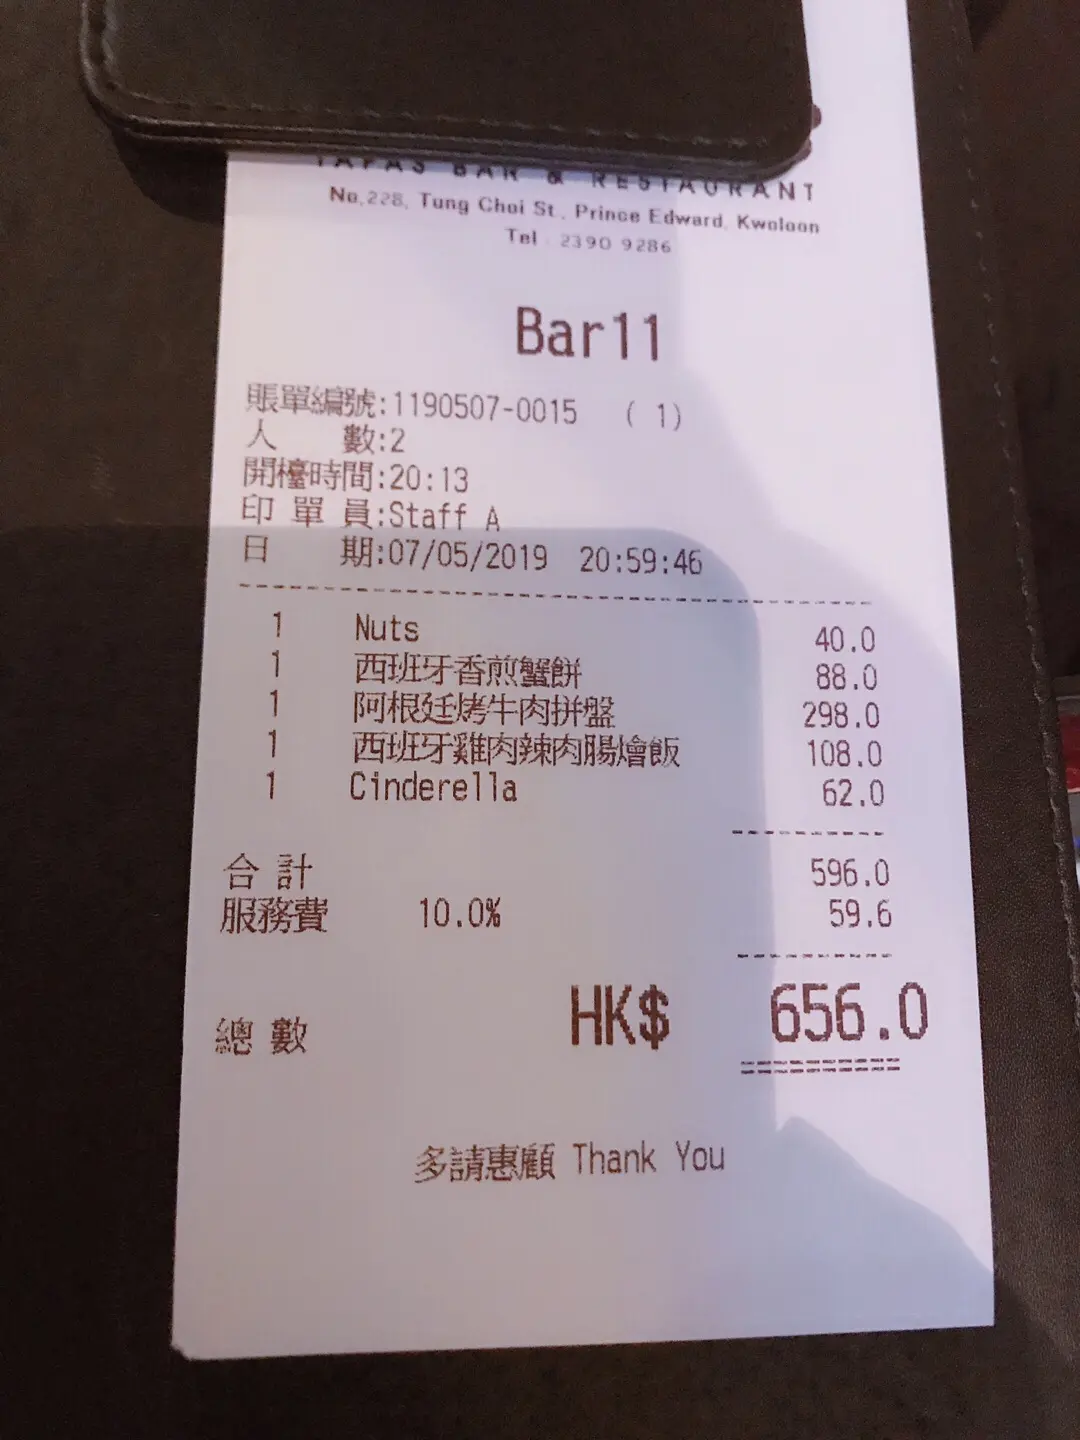 TAPAS BAR & RESTAURANT
No.228, Tung Choi St., Prince Edward, Kwoloon
Tel : 2390 9286
Bar11
賬單編號:1190507-0015 ( 1)
人 數:2
開檯時間:20:13
印 單 員:Staff A
日 期:07/05/2019 20:59:46
1 Nuts 40.0
1 西班牙香煎蟹餅 88.0
1 阿根廷烤牛肉拼盤 298.0
1 西班牙雞肉辣肉腸燴飯 108.0
1 Cinderella 62.0
合 計 596.0
服務費 10.0% 59.6
總 數 HK$ 656.0
多請惠顧 Thank You